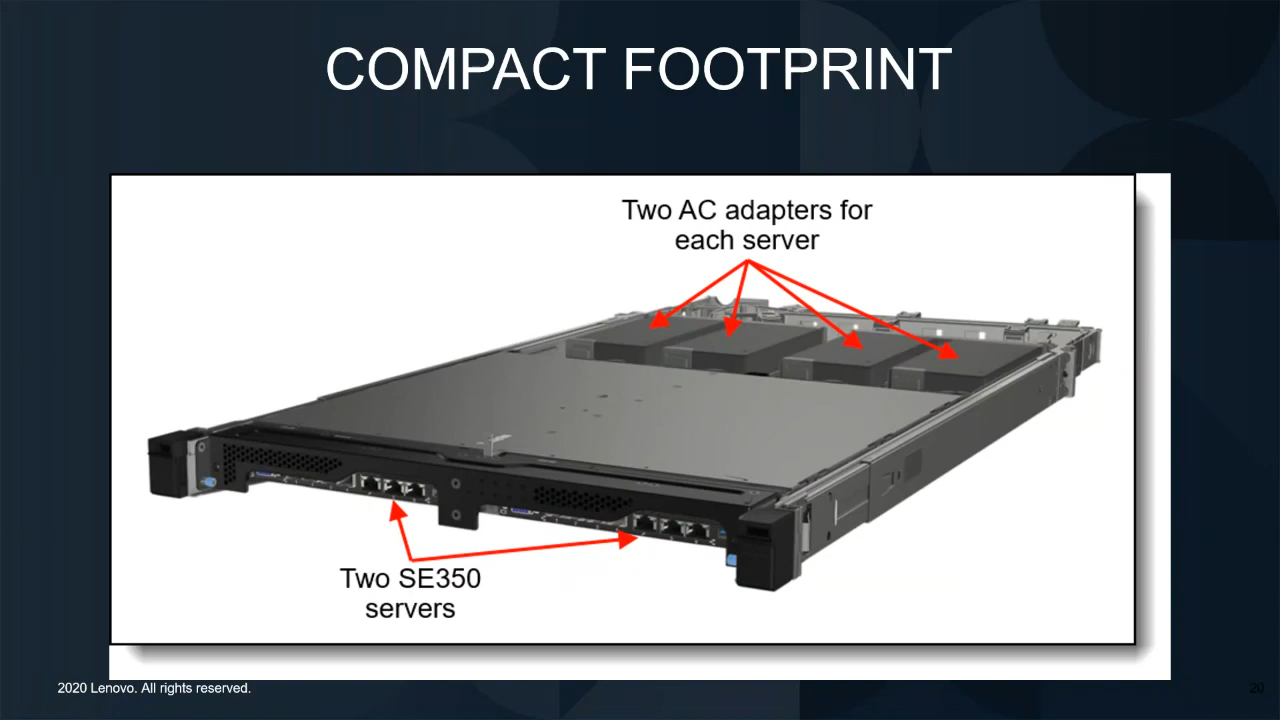 COMPACT FOOTPRINT
Two AC adapters for
each server
Two SE350
servers
2020 Lenovo. All rights reserved.
20